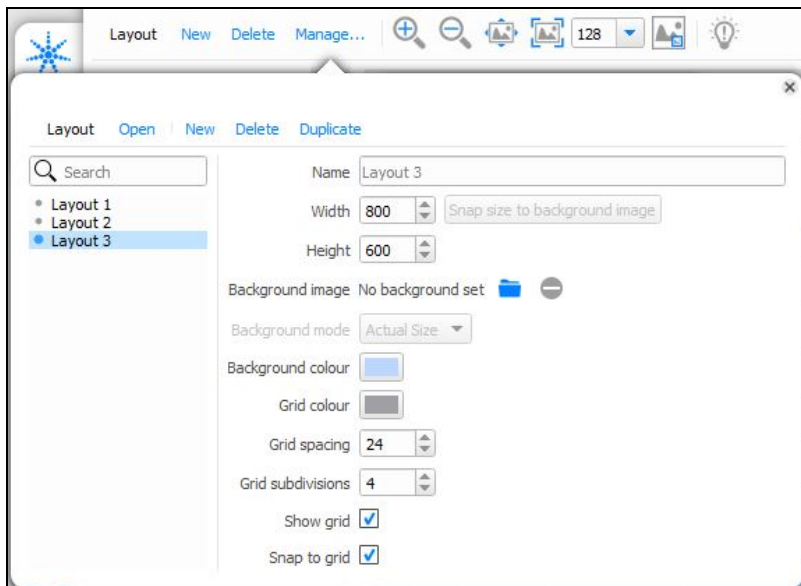 Layout New Delete Manage... 128
Layout Open New Delete Duplicate
Search
Layout 1
Layout 2
Layout 3
Name Layout 3
Width 800 Snap size to background image
Height 600
Background image No background set
Background mode Actual Size
Background colour
Grid colour
Grid spacing 24
Grid subdivisions 4
Show grid
Snap to grid